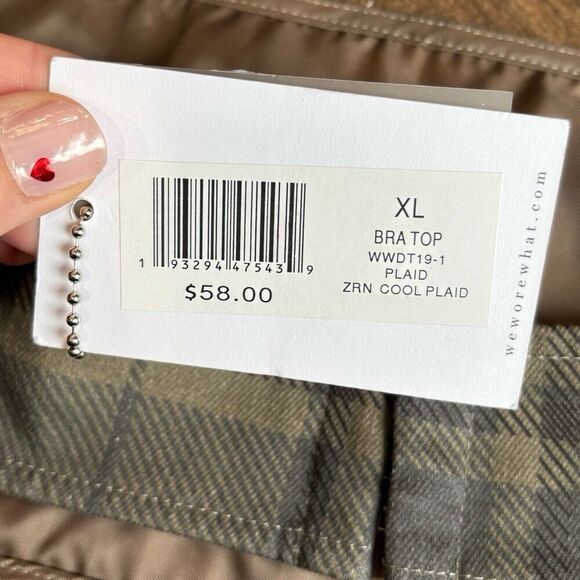 1 93294 47543 9
$58.00
XL
BRA TOP
WWDT19-1
PLAID
ZRN COOL PLAID
weworewhat.com